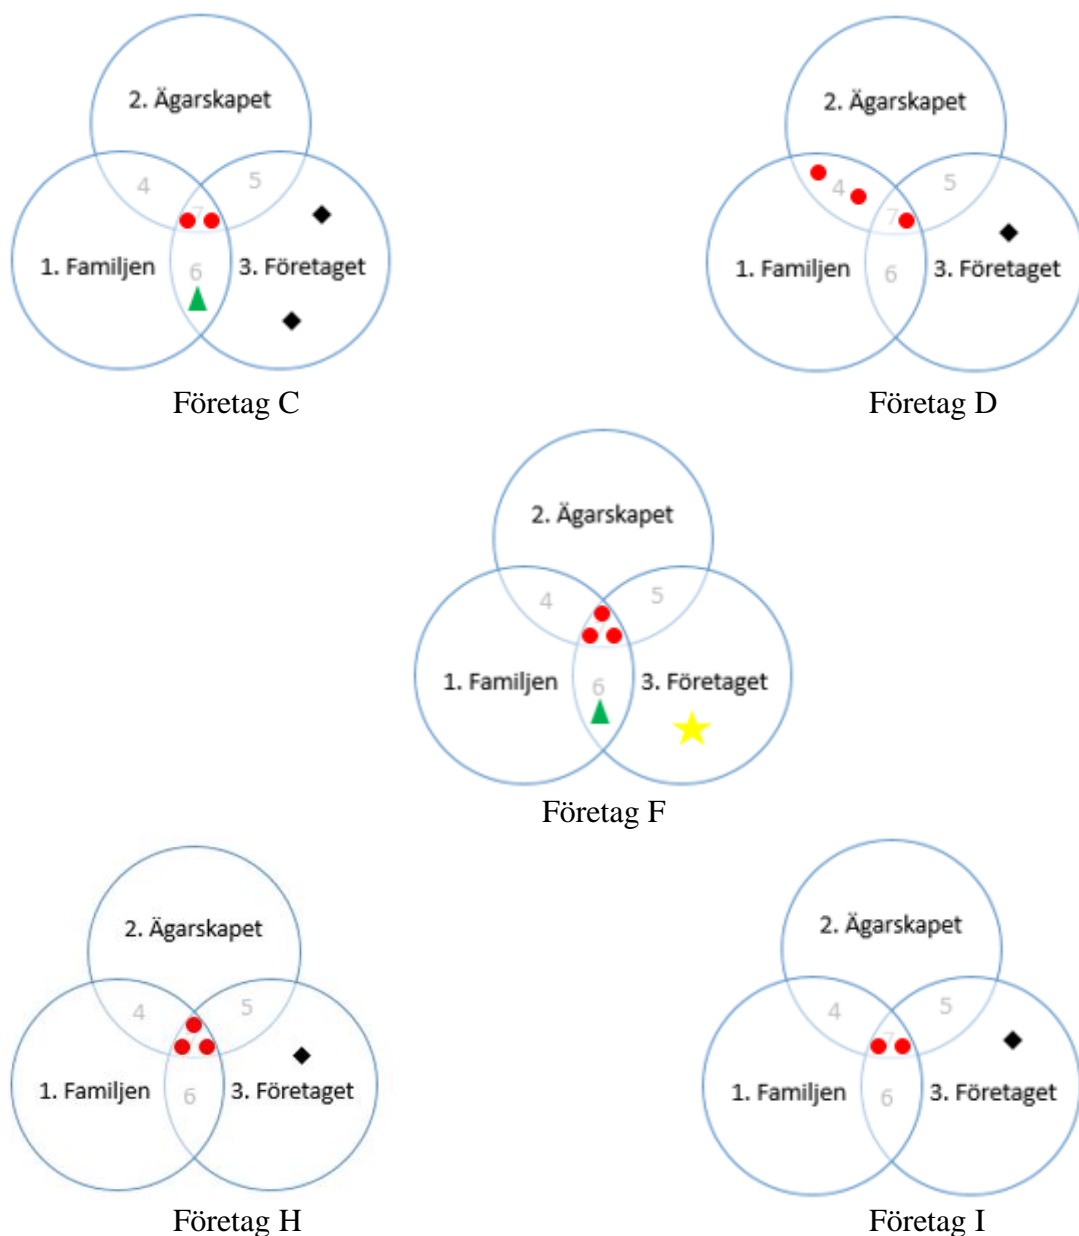 2. Ägarskapet
4
5
7
1. Familjen
6
3. Företaget
Företag C
2. Ägarskapet
4
5
7
1. Familjen
6
3. Företaget
Företag D
2. Ägarskapet
4
5
1. Familjen
6
3. Företaget
Företag F
2. Ägarskapet
4
5
1. Familjen
6
3. Företaget
Företag H
2. Ägarskapet
4
5
7
1. Familjen
6
3. Företaget
Företag I